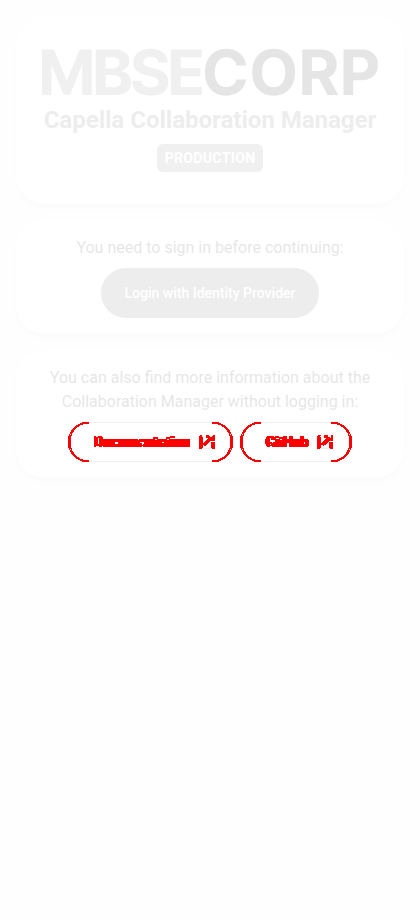 MBSECORP
Capella Collaboration Manager
PRODUCTION
You need to sign in before continuing:
Login with Identity Provider
You can also find more information about the
Collaboration Manager without logging in:
Documentation GitHub